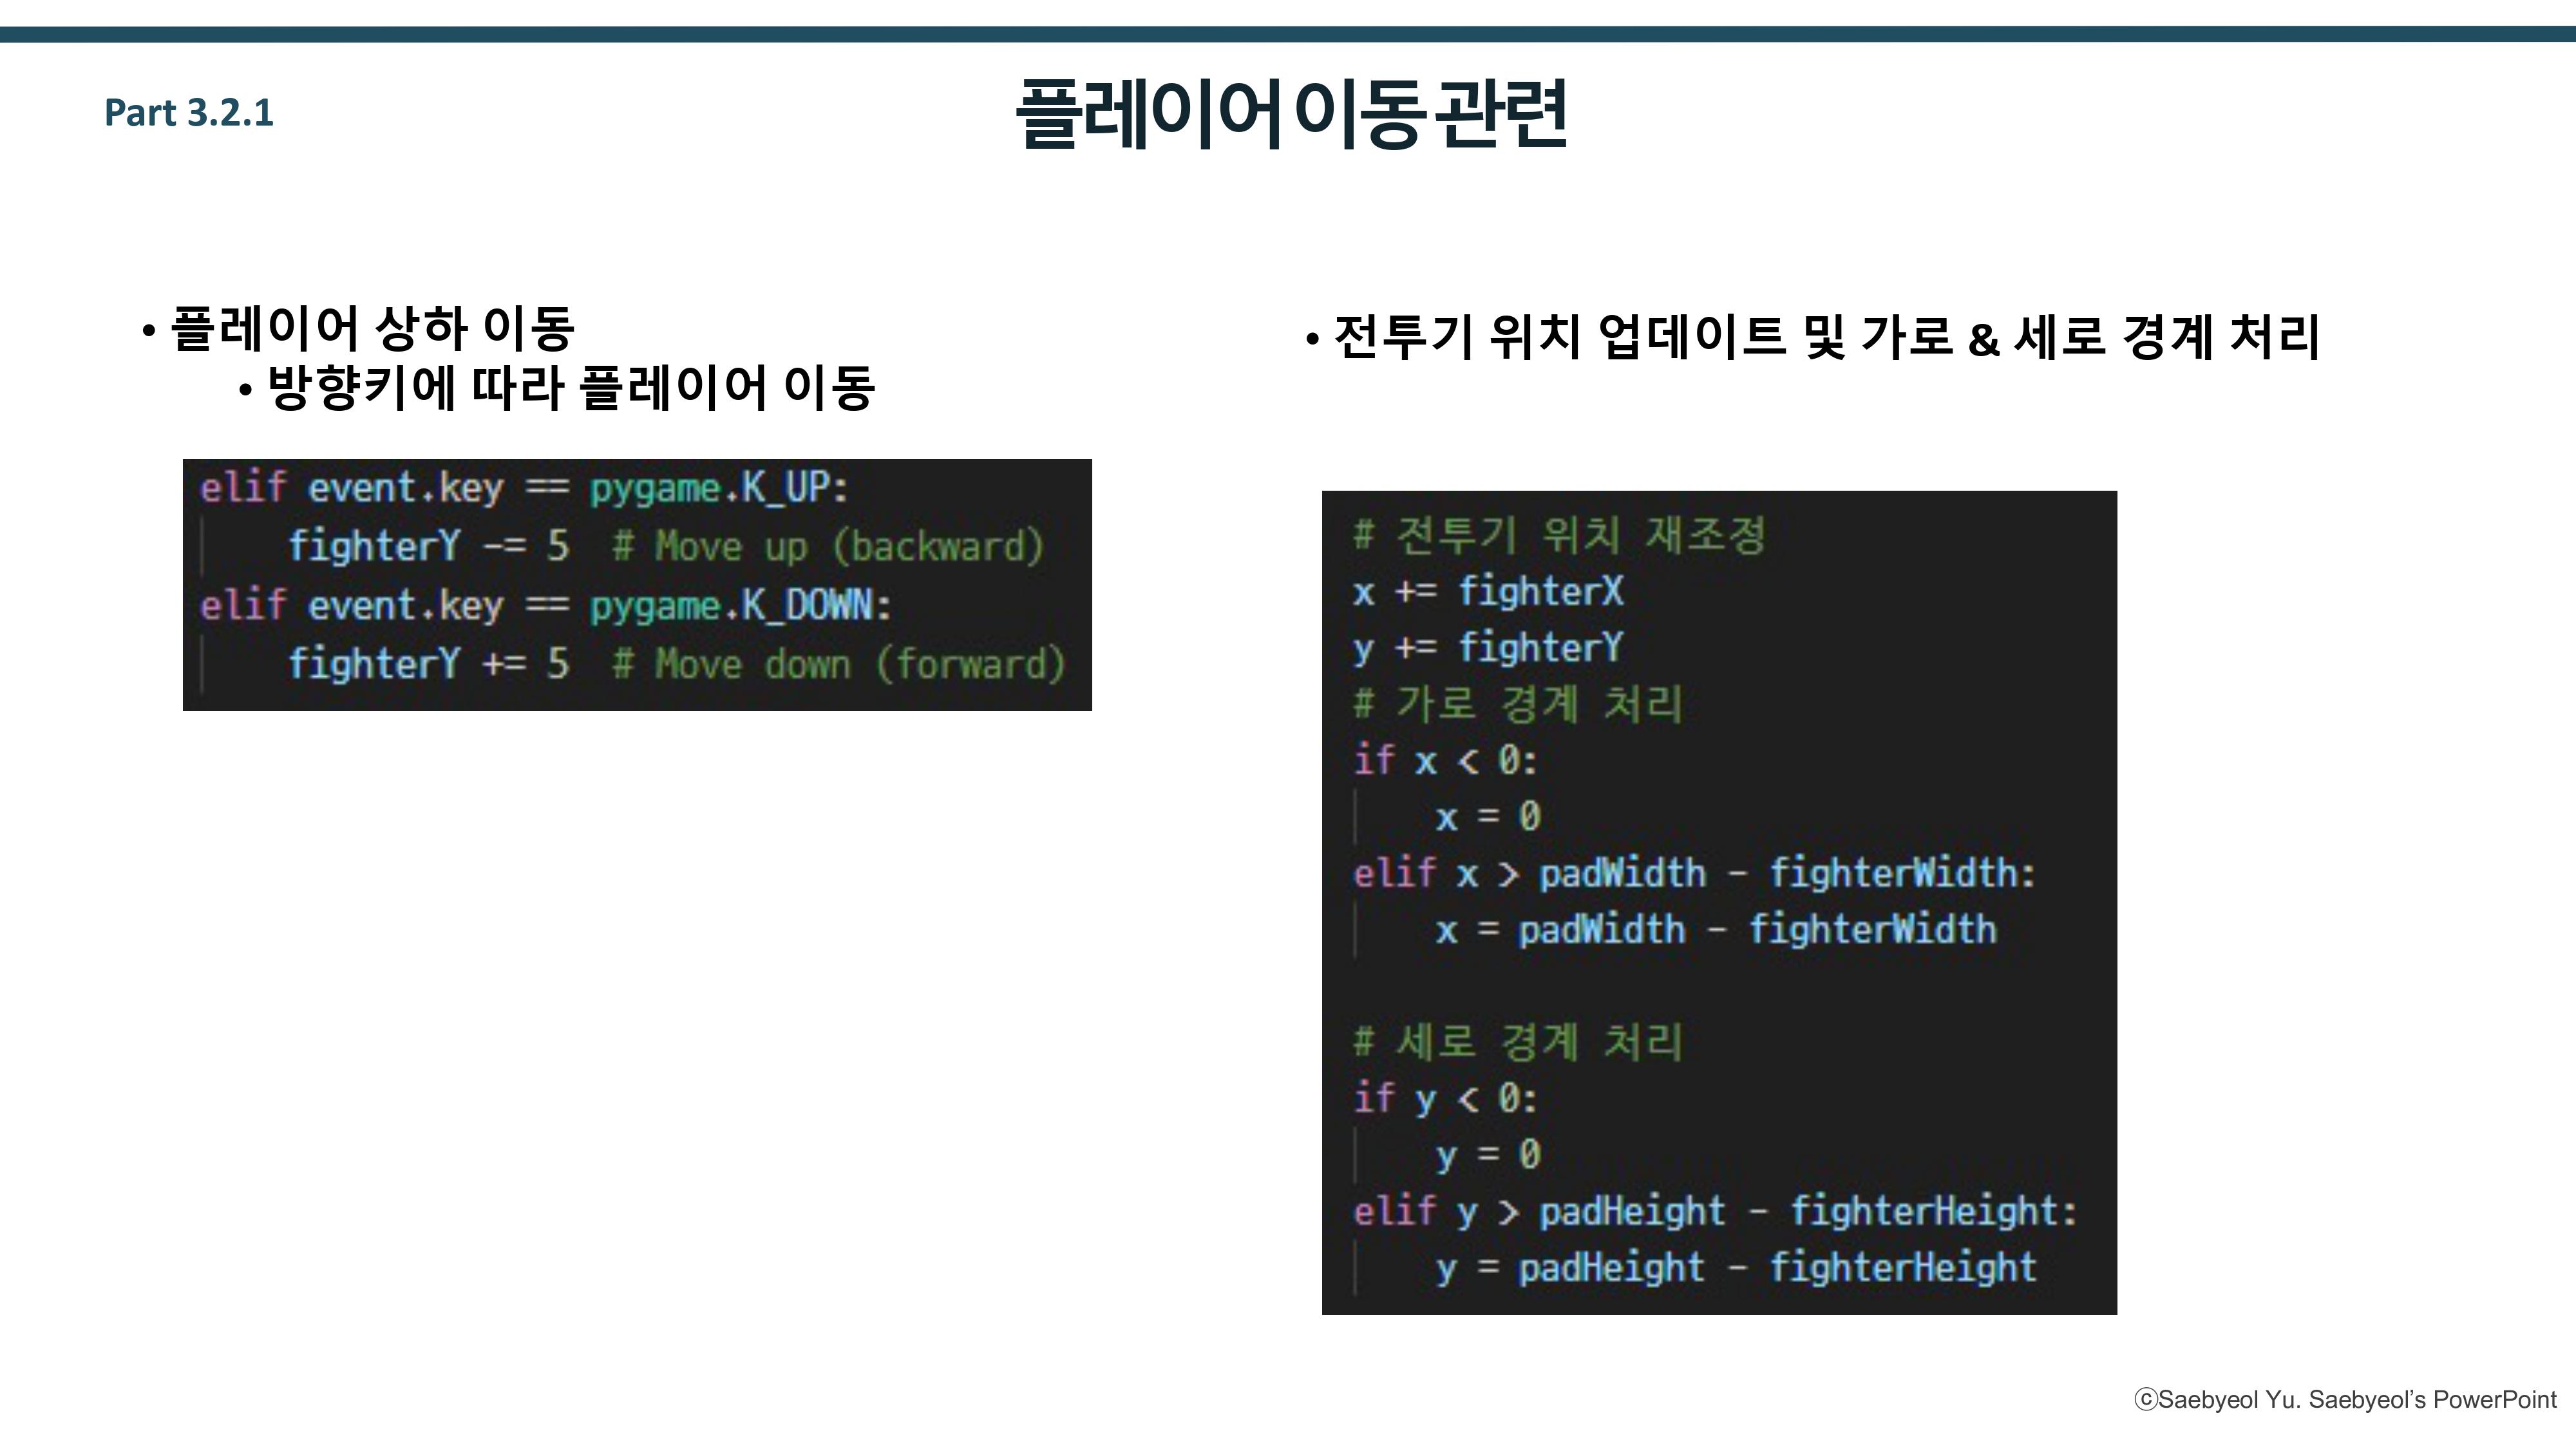 Part 3.2.1
플레이어 이동 관련
• 플레이어 상하 이동
• 방향키에 따라 플레이어 이동
elif event.key == pygame.K_UP:
    fighterY -= 5  # Move up (backward)
elif event.key == pygame.K_DOWN:
    fighterY += 5  # Move down (forward)
• 전투기 위치 업데이트 및 가로 & 세로 경계 처리
# 전투기 위치 재조정
x += fighterX
y += fighterY
# 가로 경계 처리
if x < 0:
    x = 0
elif x > padWidth - fighterWidth:
    x = padWidth - fighterWidth
# 세로 경계 처리
if y < 0:
    y = 0
elif y > padHeight - fighterHeight:
    y = padHeight - fighterHeight
ⓒSaebyeol Yu. Saebyeol’s PowerPoint